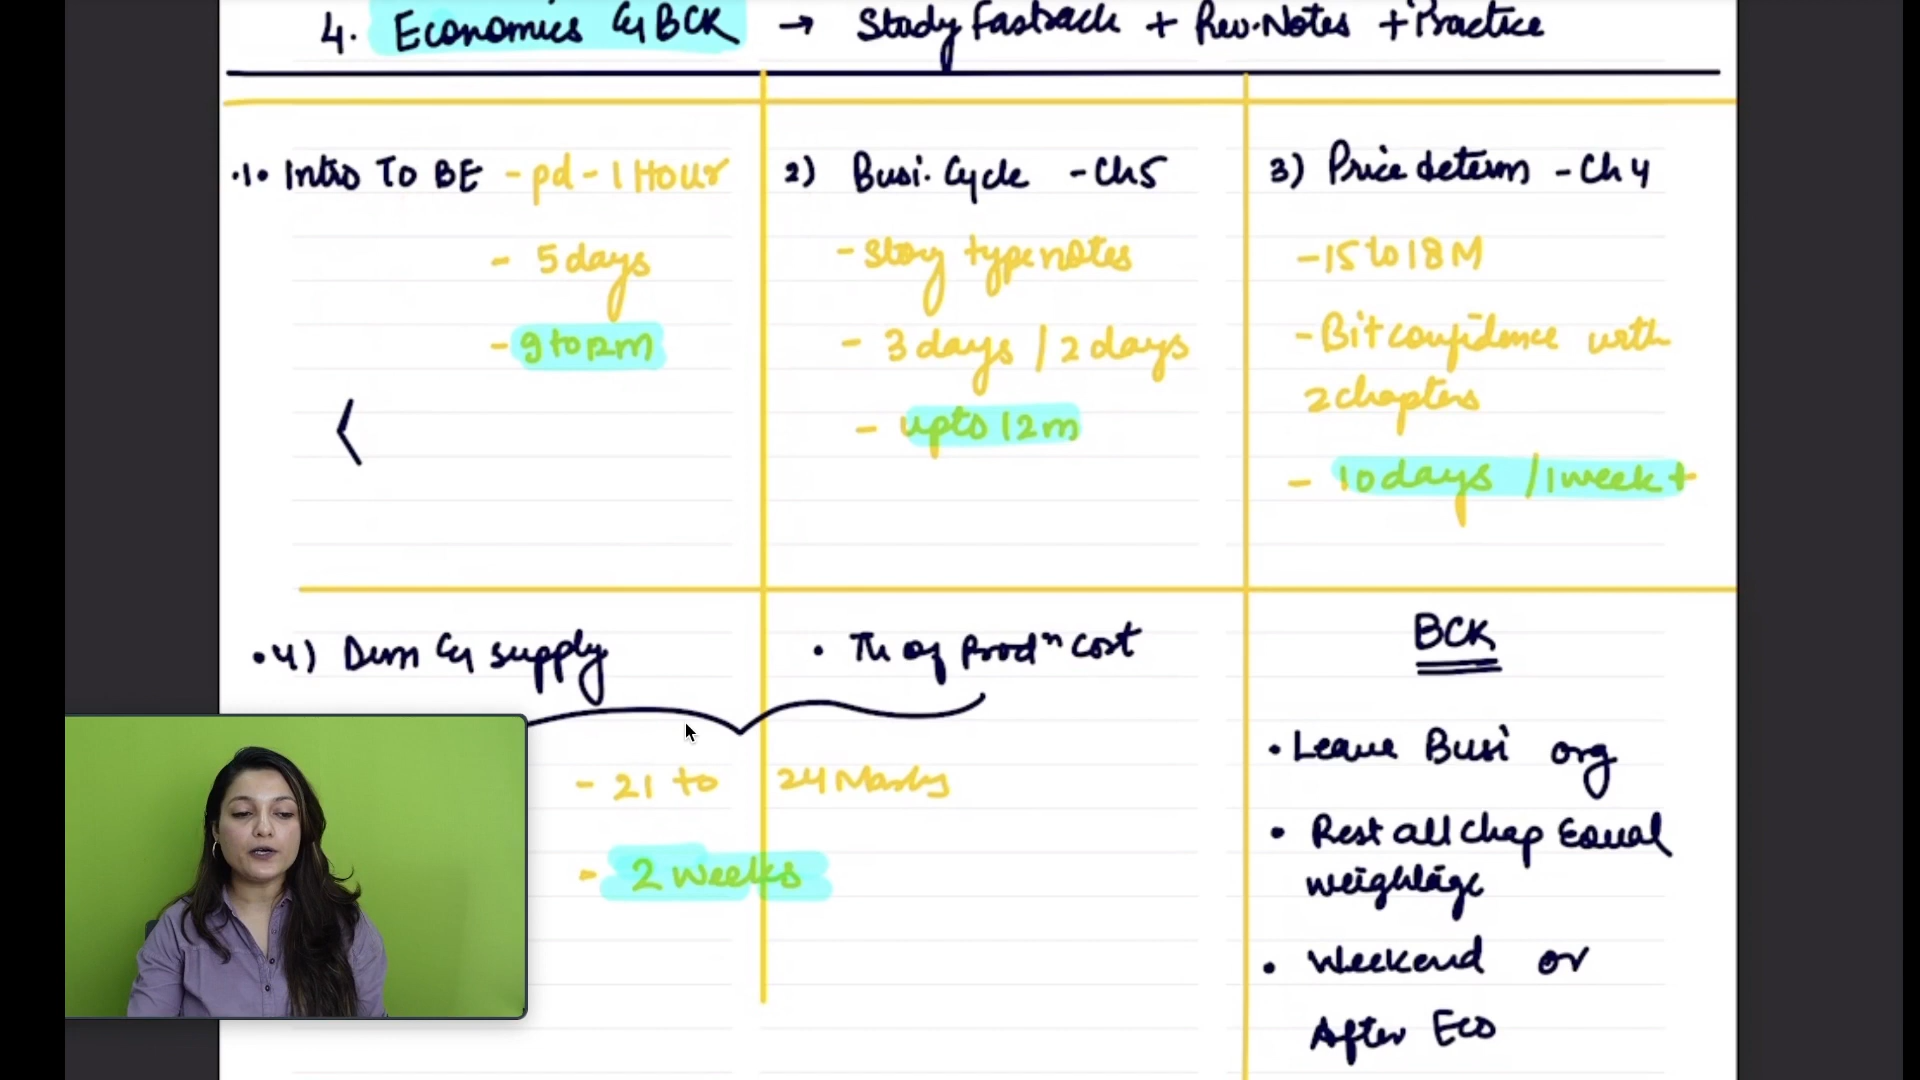 4. Economics & BCK → Study Fastrack + Rev.Notes + Practice
.1. Intro To BE - pd - 1 Hour
- 5 days
- 9 to 12m
2) Busi. Cycle - Ch5
- Story type notes
- 3 days / 2 days
- upto 12m
3) Price determ - Ch 4
- 15 to 18 M
- Bit confidence with
2 chapters
- 10 days / 1 week +
.4) Dem & supply
• Th of Prodⁿ Cost
- 21 to 24 Marks
- 2 weeks
BCK
• Leave Busi org
• Rest all Chap Equal
weightage
• Weekend or
After Eco